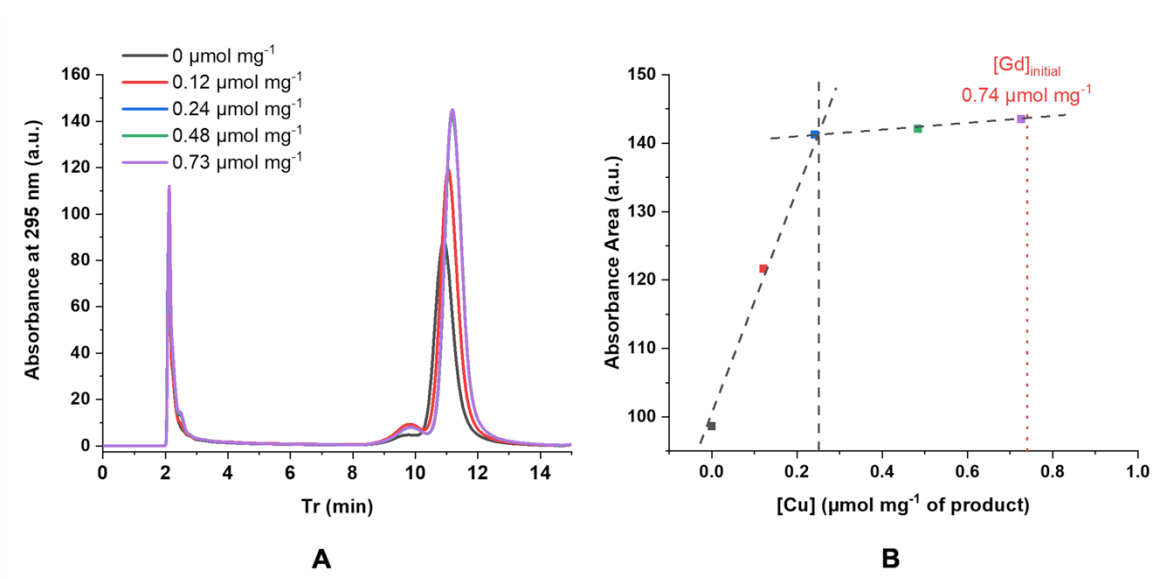 0 µmol mg-1
0.12 µmol mg-1
0.24 µmol mg-1
0.48 µmol mg-1
0.73 µmol mg-1
160
140
120
100
80
60
40
20
0
Absorbance at 295 nm (a.u.)
0 2 4 6 8 10 12 14
Tr (min)
A
[Gd]initial
0.74 µmol mg-1
150
140
130
120
110
100
Absorbance Area (a.u.)
0.0 0.2 0.4 0.6 0.8 1.0
[Cu] (µmol mg-1 of product)
B